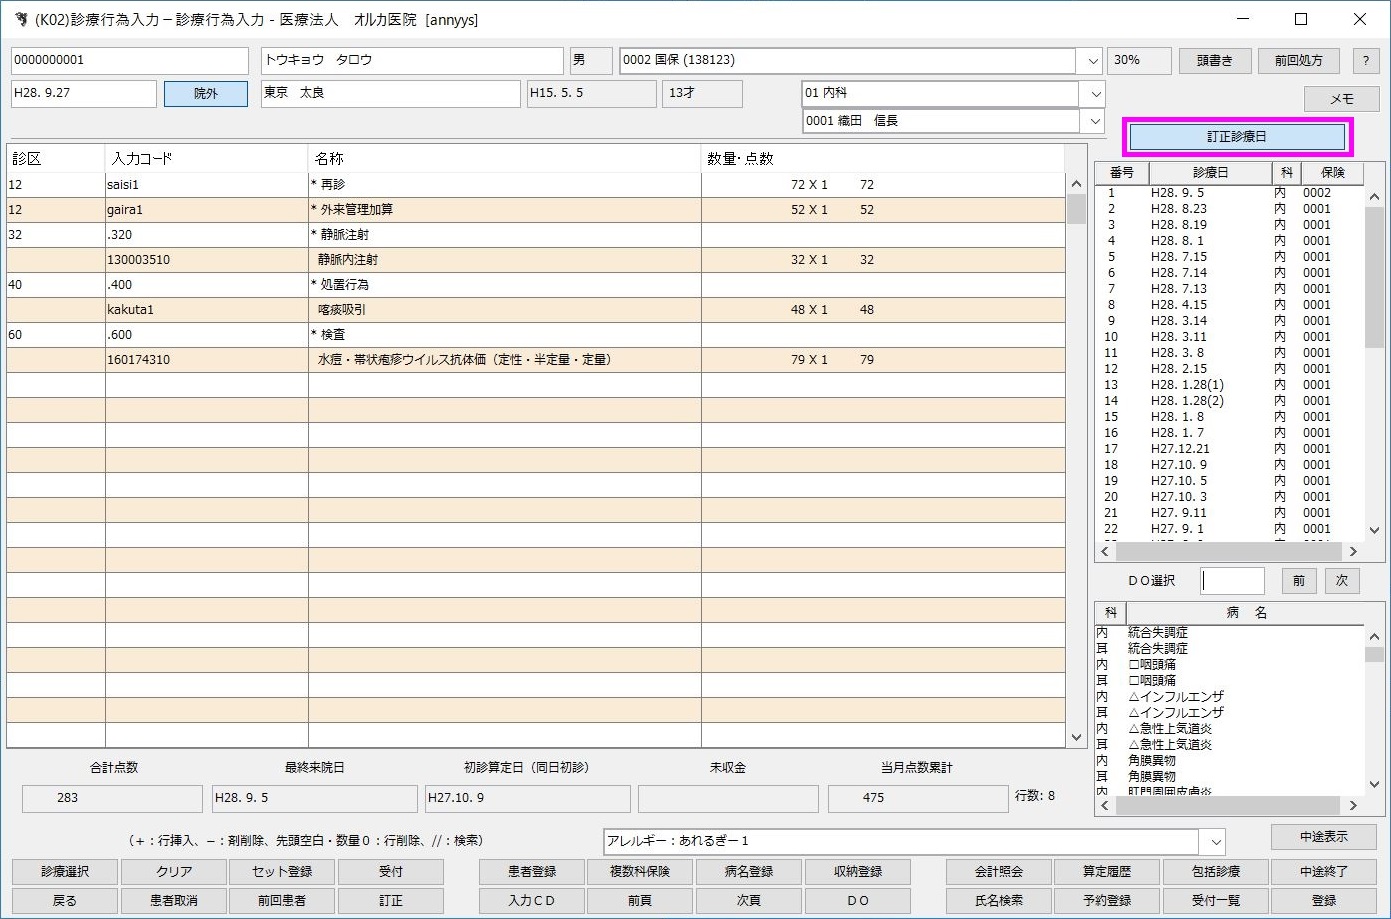 (K02)診療行為入力－診療行為入力 - 医療法人　オルカ医院 [annyys]
0000000001 トウキョウ　タロウ 男 0002 国保 (138123) 30% 頭書き 前回処方 ?
H28. 9.27 院外 東京　太良 H15. 5. 5 13才 01 内科 メモ
0001 織田　信長
訂正診療日
診区 入力コード 名称 数量・点数
12 saisi1 * 再診 72 X 1 72
12 gaira1 * 外来管理加算 52 X 1 52
32 .320 * 静脈注射
130003510 静脈内注射 32 X 1 32
40 .400 * 処置行為
kakuta1 喀痰吸引 48 X 1 48
60 .600 * 検査
160174310 水痘・帯状疱疹ウイルス抗体価（定性・半定量・定量） 79 X 1 79
番号 診療日 科 保険
1 H28. 9. 5 内 0002
2 H28. 8.23 内 0001
3 H28. 8.19 内 0001
4 H28. 8. 1 内 0001
5 H28. 7.15 内 0001
6 H28. 7.14 内 0001
7 H28. 7.13 内 0001
8 H28. 4.15 内 0001
9 H28. 3.14 内 0001
10 H28. 3.11 内 0001
11 H28. 3. 8 内 0001
12 H28. 2.15 内 0001
13 H28. 1.28(1) 内 0001
14 H28. 1.28(2) 内 0001
15 H28. 1. 8 内 0001
16 H28. 1. 7 内 0001
17 H27.12.21 内 0001
18 H27.10. 9 内 0001
19 H27.10. 5 内 0001
20 H27.10. 3 内 0001
21 H27. 9.11 内 0001
22 H27. 9. 1 内 0001
ＤＯ選択 前 次
科 病　名
内 統合失調症
耳 統合失調症
内 □咽頭痛
耳 □咽頭痛
内 △インフルエンザ
耳 △インフルエンザ
内 △急性上気道炎
耳 △急性上気道炎
内 角膜異物
耳 角膜異物
内 肛門周囲皮膚炎
合計点数 最終来院日 初診算定日（同日初診） 未収金 当月点数累計
283 H28. 9. 5 H27.10. 9 475 行数: 8
（+：行挿入、−：剤削除、先頭空白・数量０：行削除、//：検索） アレルギー：あれるぎー１ 中途表示
診療選択 クリア セット登録 受付 患者登録 複数科保険 病名登録 収納登録 会計照会 算定履歴 包括診療 中途終了
戻る 患者取消 前回患者 訂正 入力ＣＤ 前頁 次頁 ＤＯ 氏名検索 予約登録 受付一覧 登録